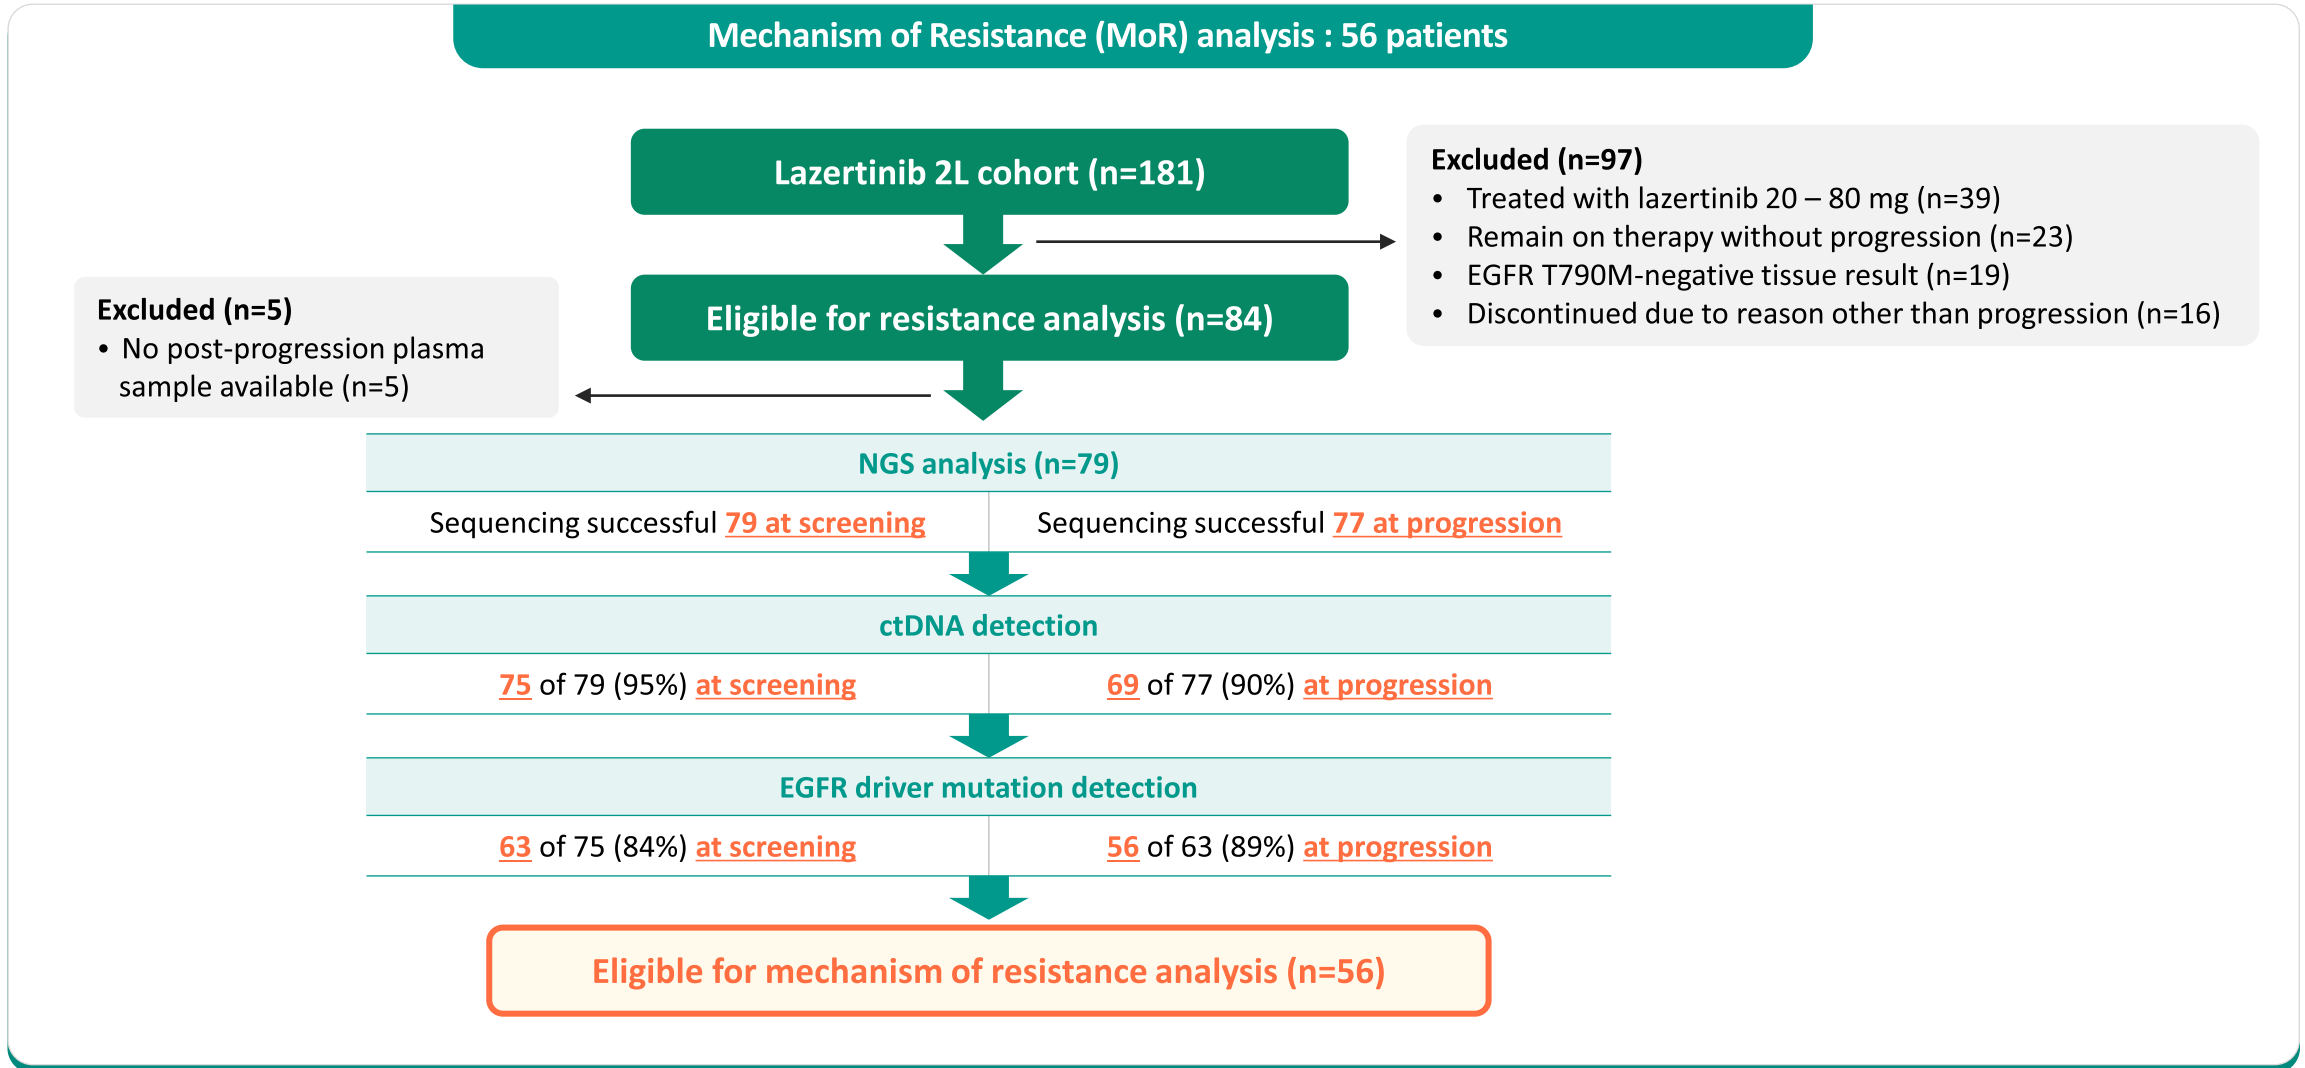 Mechanism of Resistance (MoR) analysis : 56 patients
Lazertinib 2L cohort (n=181)
Excluded (n=97)
• Treated with lazertinib 20 – 80 mg (n=39)
• Remain on therapy without progression (n=23)
• EGFR T790M-negative tissue result (n=19)
• Discontinued due to reason other than progression (n=16)
Eligible for resistance analysis (n=84)
Excluded (n=5)
• No post-progression plasma
sample available (n=5)
NGS analysis (n=79)
Sequencing successful 79 at screening
Sequencing successful 77 at progression
ctDNA detection
75 of 79 (95%) at screening
69 of 77 (90%) at progression
EGFR driver mutation detection
63 of 75 (84%) at screening
56 of 63 (89%) at progression
Eligible for mechanism of resistance analysis (n=56)